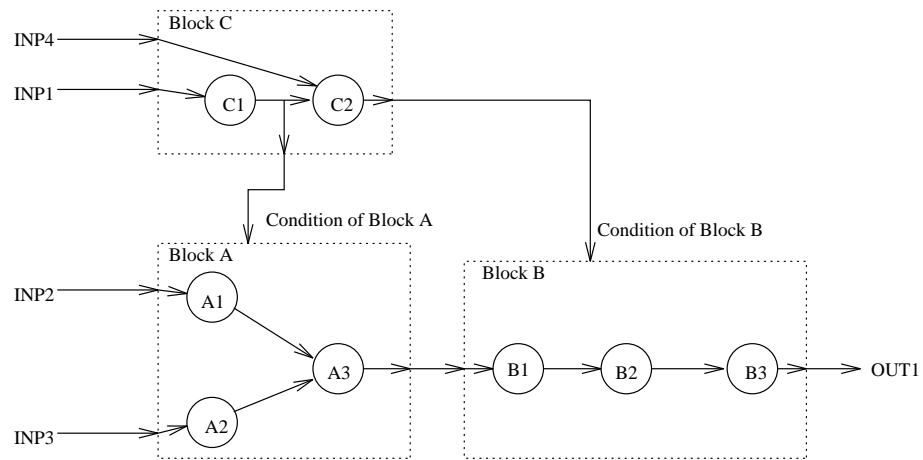 Block C
INP4
INP1
C1
C2
Condition of Block A
Condition of Block B
Block A
Block B
INP2
A1
A3
B1
B2
B3
OUT1
A2
INP3